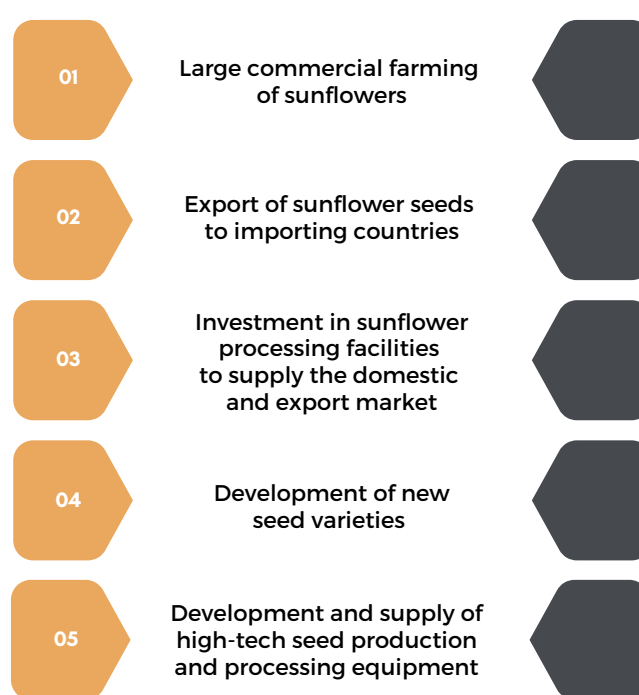 01
Large commercial farming
of sunflowers
02
Export of sunflower seeds
to importing countries
03
Investment in sunflower
processing facilities
to supply the domestic
and export market
04
Development of new
seed varieties
05
Development and supply of
high-tech seed production
and processing equipment